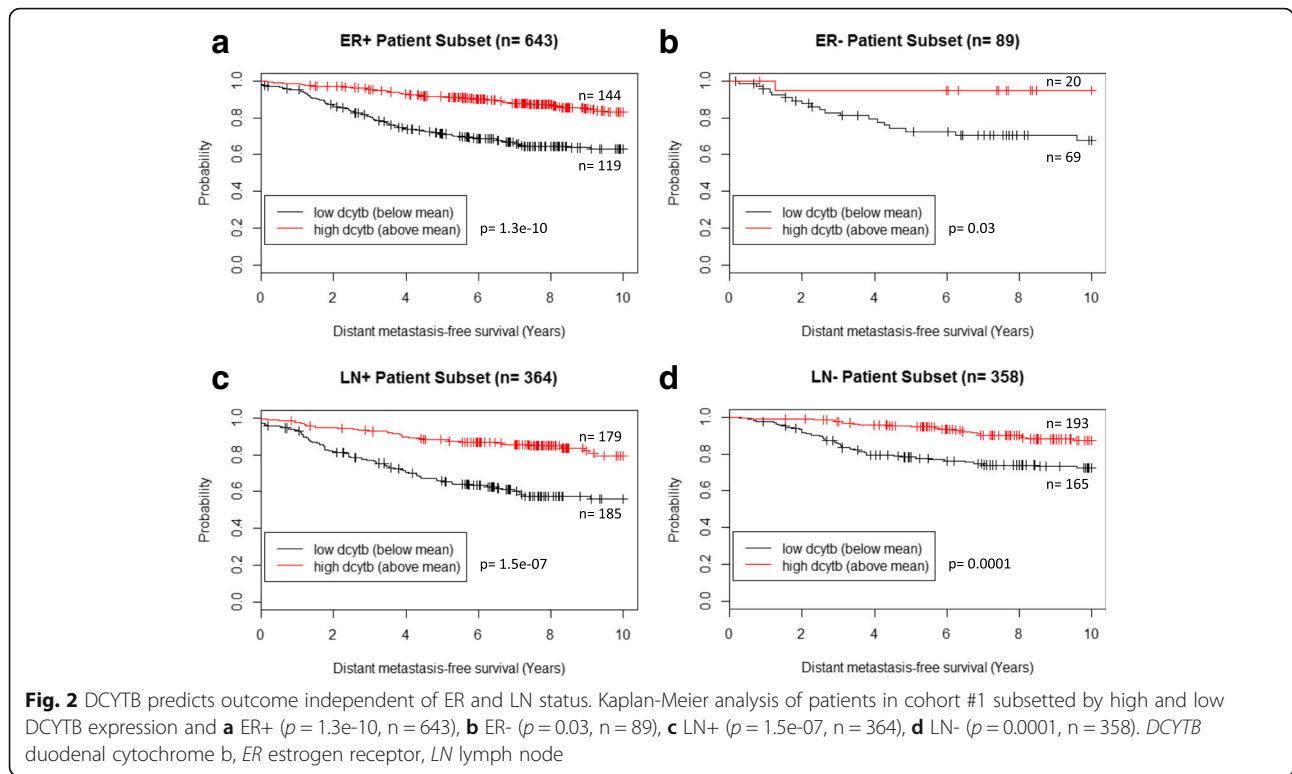 a
ER+ Patient Subset (n= 643)
Probability
1.0
0.8
0.6
0.4
0.2
0.0
n= 144
n= 119
low dcytb (below mean)
high dcytb (above mean)
p= 1.3e-10
0 2 4 6 8 10
Distant metastasis-free survival (Years)
b
ER- Patient Subset (n= 89)
Probability
1.0
0.8
0.6
0.4
0.2
0.0
n= 20
n= 69
low dcytb (below mean)
high dcytb (above mean)
p= 0.03
0 2 4 6 8 10
Distant metastasis-free survival (Years)
c
LN+ Patient Subset (n= 364)
Probability
1.0
0.8
0.6
0.4
0.2
0.0
n= 179
n= 185
low dcytb (below mean)
high dcytb (above mean)
p= 1.5e-07
0 2 4 6 8 10
Distant metastasis-free survival (Years)
d
LN- Patient Subset (n= 358)
Probability
1.0
0.8
0.6
0.4
0.2
0.0
n= 193
n= 165
low dcytb (below mean)
high dcytb (above mean)
p= 0.0001
0 2 4 6 8 10
Distant metastasis-free survival (Years)
Fig. 2 DCYTB predicts outcome independent of ER and LN status. Kaplan-Meier analysis of patients in cohort #1 subsetted by high and low
DCYTB expression and a ER+ (p = 1.3e-10, n = 643), b ER- (p = 0.03, n = 89), c LN+ (p = 1.5e-07, n = 364), d LN- (p = 0.0001, n = 358). DCYTB
duodenal cytochrome b, ER estrogen receptor, LN lymph node